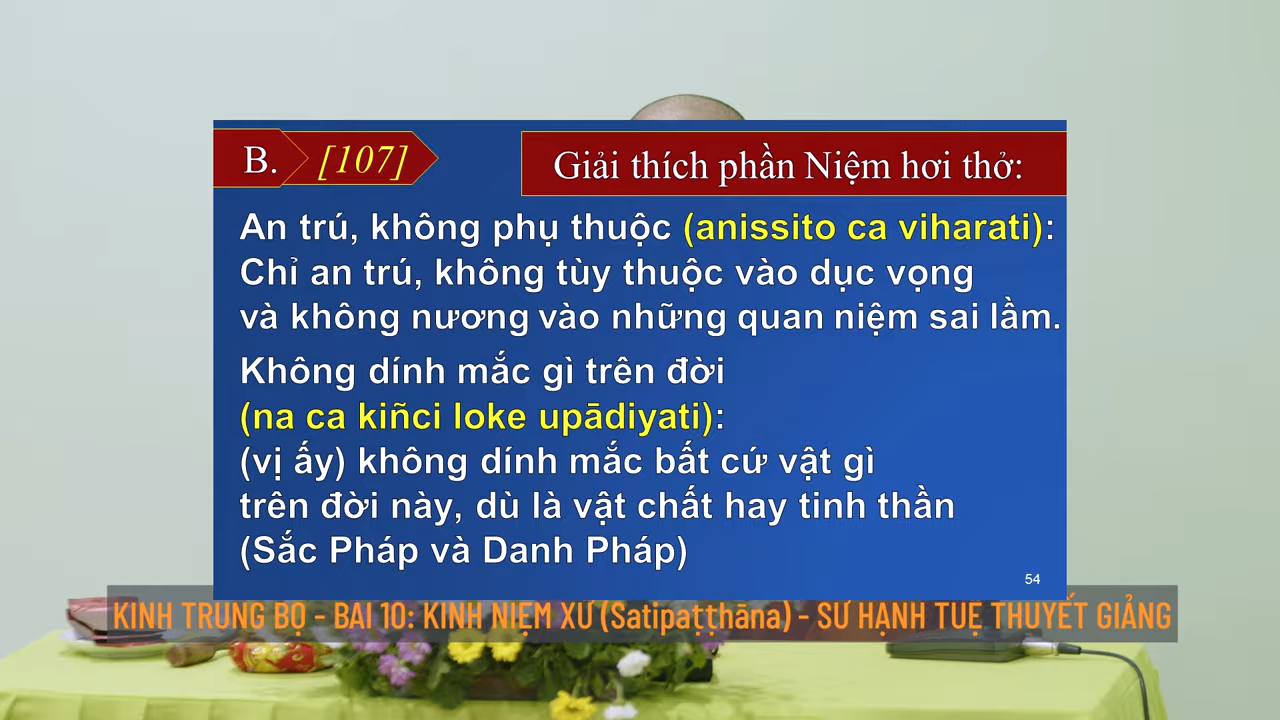 B. [107] Giải thích phần Niệm hơi thở:
An trú, không phụ thuộc (anissito ca viharati):
Chỉ an trú, không tùy thuộc vào dục vọng
và không nương vào những quan niệm sai lầm.
Không dính mắc gì trên đời
(na ca kiñci loke upādiyati):
(vị ấy) không dính mắc bất cứ vật gì
trên đời này, dù là vật chất hay tinh thần
(Sắc Pháp và Danh Pháp)
54
KINH TRUNG BỘ - BÀI 10: KINH NIỆM XỨ (Satipaṭṭhāna) - SƯ HẠNH TUỆ THUYẾT GIẢNG